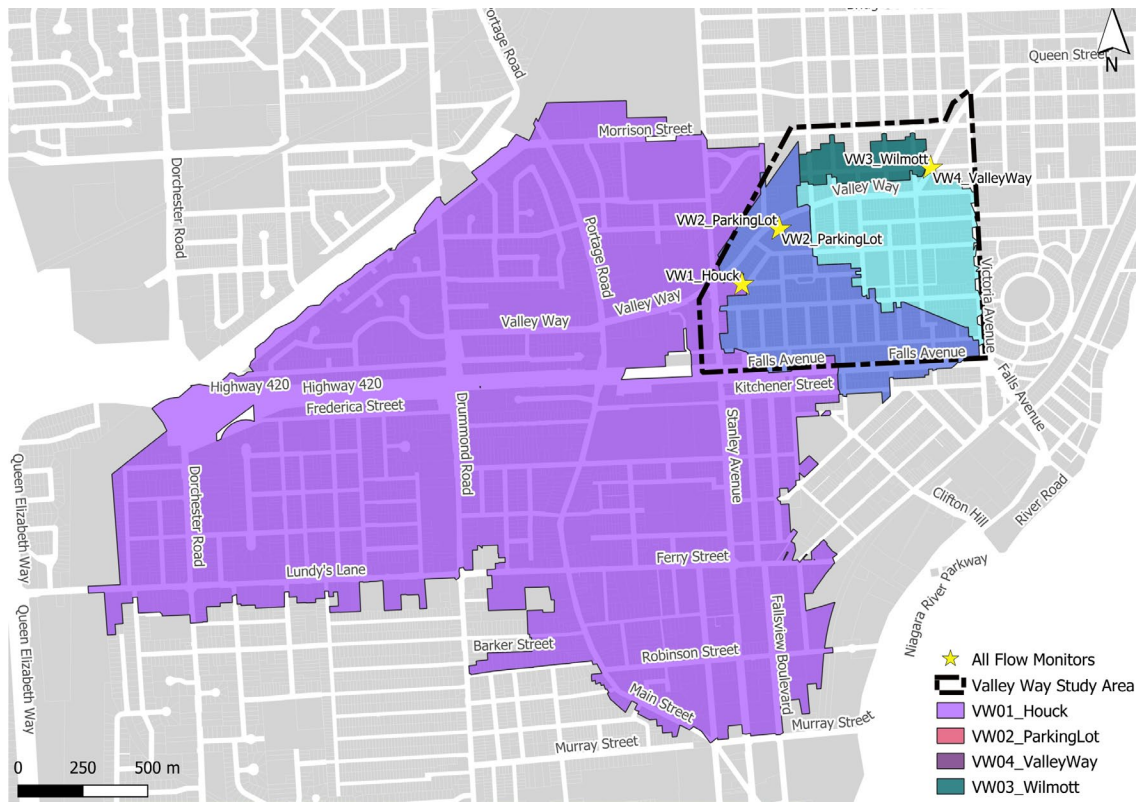 Queen Street
N
Portage Road
Morrison Street
Dorchester Road
VW3_Wilmott
VW4_ValleyWay
Valley Way
VW2_ParkingLot
VW2_ParkingLot
Portage Road
VW1_Houck
Valley Way
Valley Way
Victoria Avenue
Falls Avenue
Falls Avenue
Highway 420
Highway 420
Kitchener Street
Falls Avenue
Frederica Street
Drummond Road
Stanley Avenue
Queen Elizabeth Way
Dorchester Road
Clifton Hill
River Road
Ferry Street
Lundy's Lane
Niagara River Parkway
Queen Elizabeth Way
Fallsview Boulevard
Barker Street
Robinson Street
Main Street
Murray Street
Murray Street
All Flow Monitors
Valley Way Study Area
VW01_Houck
VW02_ParkingLot
VW04_ValleyWay
VW03_Wilmott
0 250 500 m